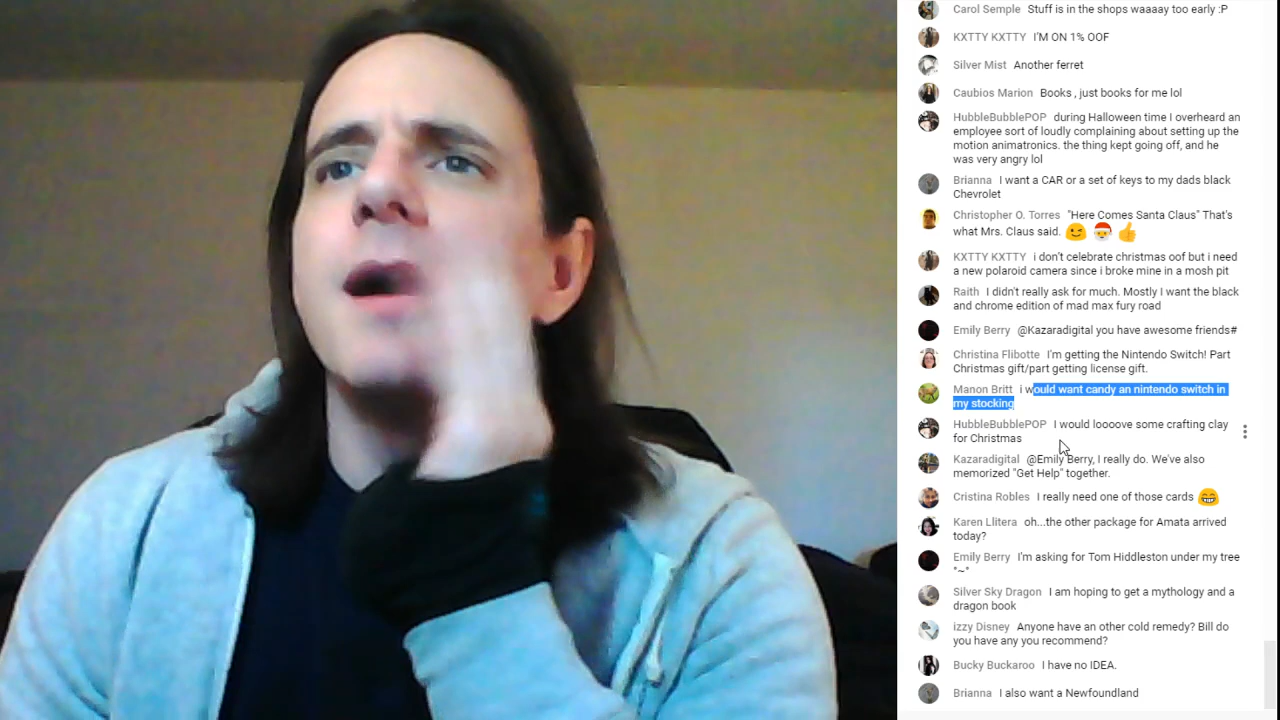 Carol Semple Stuff is in the shops waaaay too early :P
KXTTY KXTTY I'M ON 1% OOF
Silver Mist Another ferret
Caubios Marion Books , just books for me lol
HubbleBubblePOP during Halloween time I overheard an
employee sort of loudly complaining about setting up the
motion animatronics. the thing kept going off, and he
was very angry lol
Brianna I want a CAR or a set of keys to my dads black
Chevrolet
Christopher O. Torres "Here Comes Santa Claus" That's
what Mrs. Claus said. 😉 🎅 👍
KXTTY KXTTY i don't celebrate christmas oof but i need
a new polaroid camera since i broke mine in a mosh pit
Raith I didn't really ask for much. Mostly I want the black
and chrome edition of mad max fury road
Emily Berry @Kazaradigital you have awesome friends#
Christina Flibotte I'm getting the Nintendo Switch! Part
Christmas gift/part getting license gift.
Manon Britt i would want candy an nintendo switch in
my stocking
HubbleBubblePOP I would loooove some crafting clay
for Christmas
Kazaradigital @Emily Berry, I really do. We've also
memorized "Get Help" together.
Cristina Robles I really need one of those cards 😁
Karen Llitera oh...the other package for Amata arrived
today?
Emily Berry I'm asking for Tom Hiddleston under my tree
*~*
Silver Sky Dragon I am hoping to get a mythology and a
dragon book
izzy Disney Anyone have an other cold remedy? Bill do
you have any you recommend?
Bucky Buckaroo I have no IDEA.
Brianna I also want a Newfoundland